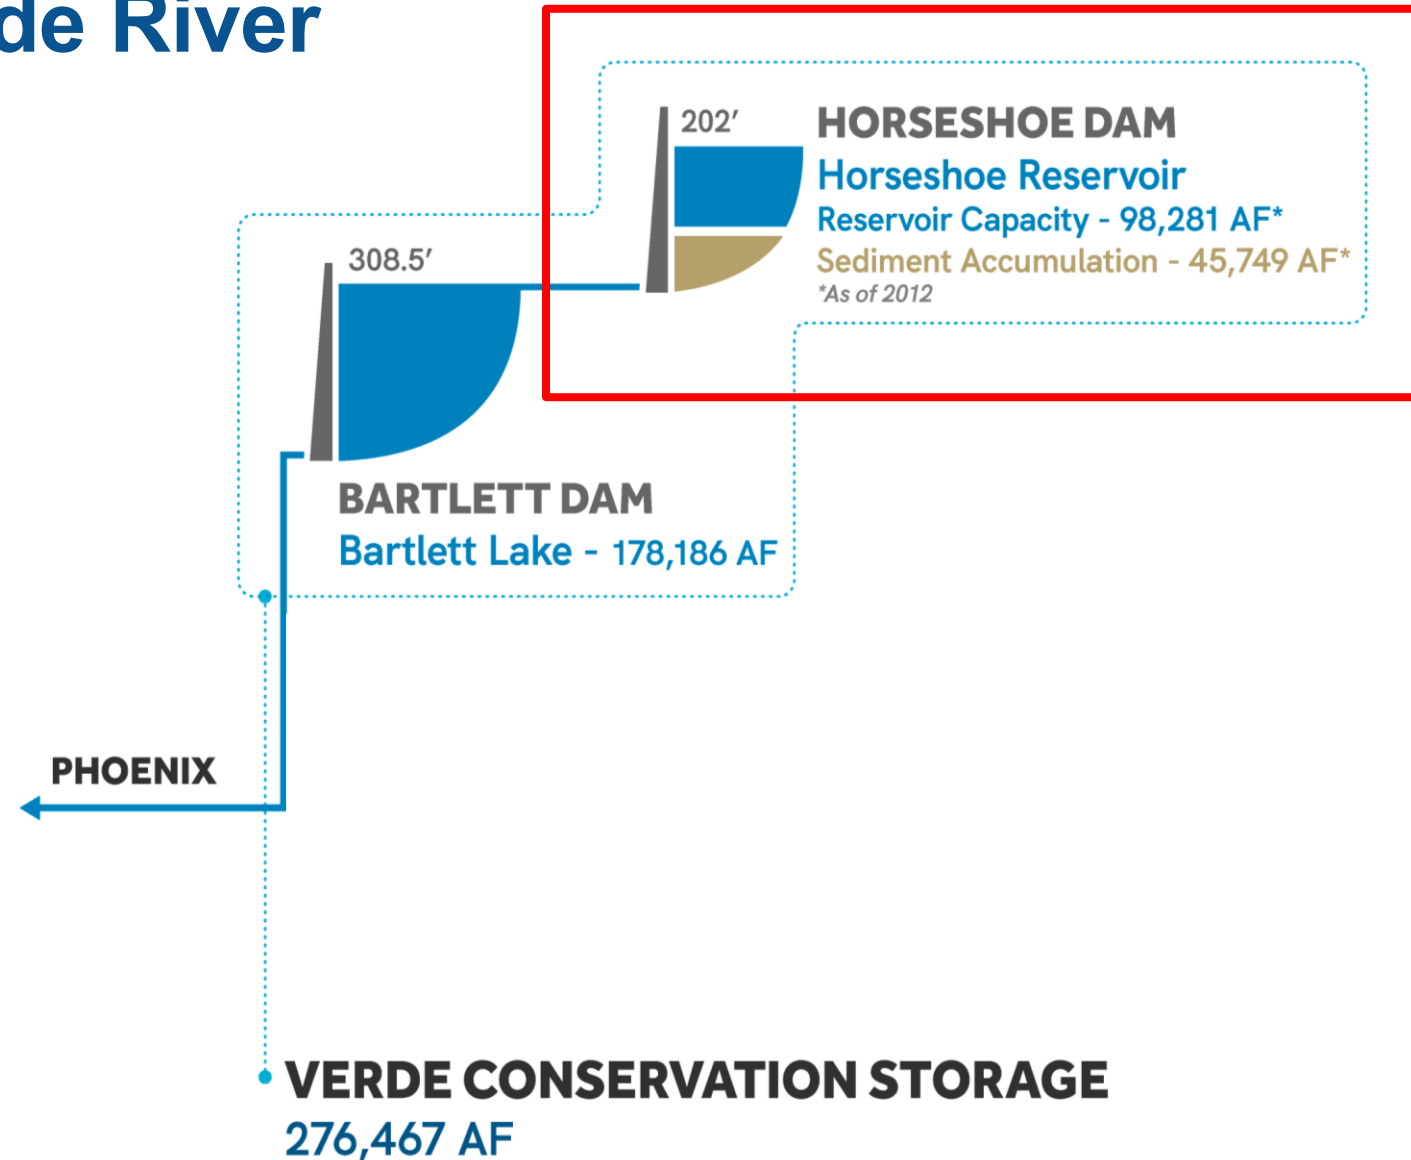 de River
202’
HORSESHOE DAM
Horseshoe Reservoir
Reservoir Capacity - 98,281 AF*
Sediment Accumulation - 45,749 AF*
*As of 2012
308.5’
BARTLETT DAM
Bartlett Lake - 178,186 AF
PHOENIX
VERDE CONSERVATION STORAGE
276,467 AF